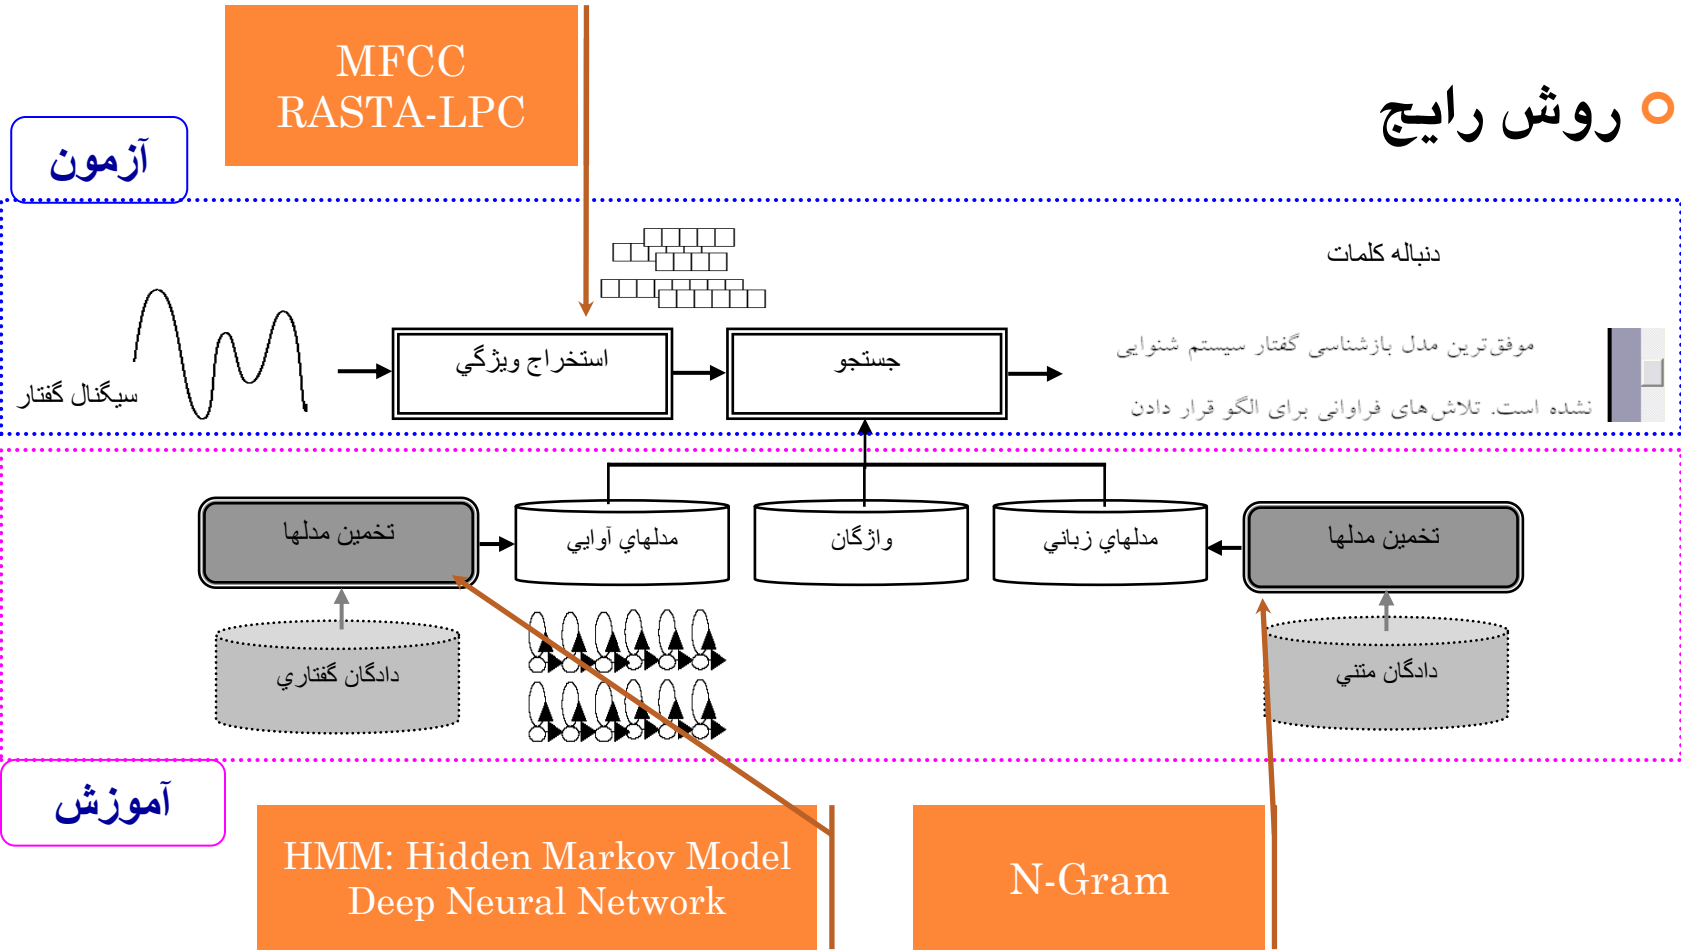 روش رایج
MFCC
RASTA-LPC
آزمون
دنباله کلمات
سیگنال گفتار
استخراج ويژگي
جستجو
موفق‌ترین مدل بازشناسی گفتار سیستم شنوایی
نشده است. تلاش‌های فراوانی برای الگو قرار دادن
تخمين مدلها
مدلهاي آوايي
واژگان
مدلهاي زباني
تخمين مدلها
دادگان گفتاري
دادگان متني
آموزش
HMM: Hidden Markov Model
Deep Neural Network
N-Gram